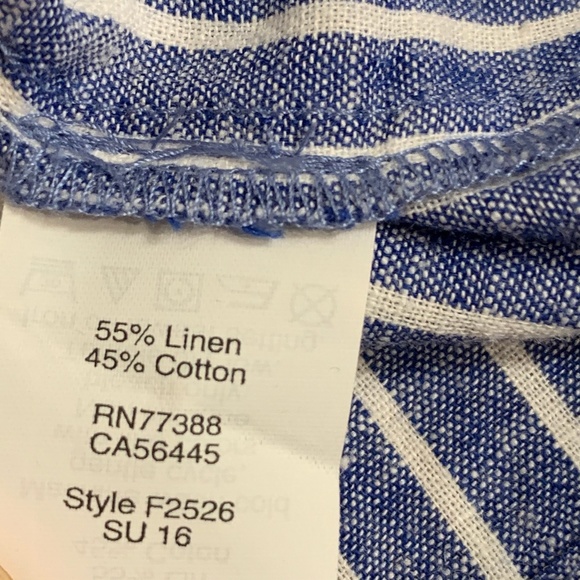 55% Linen
45% Cotton
RN77388
CA56445
Style F2526
SU 16